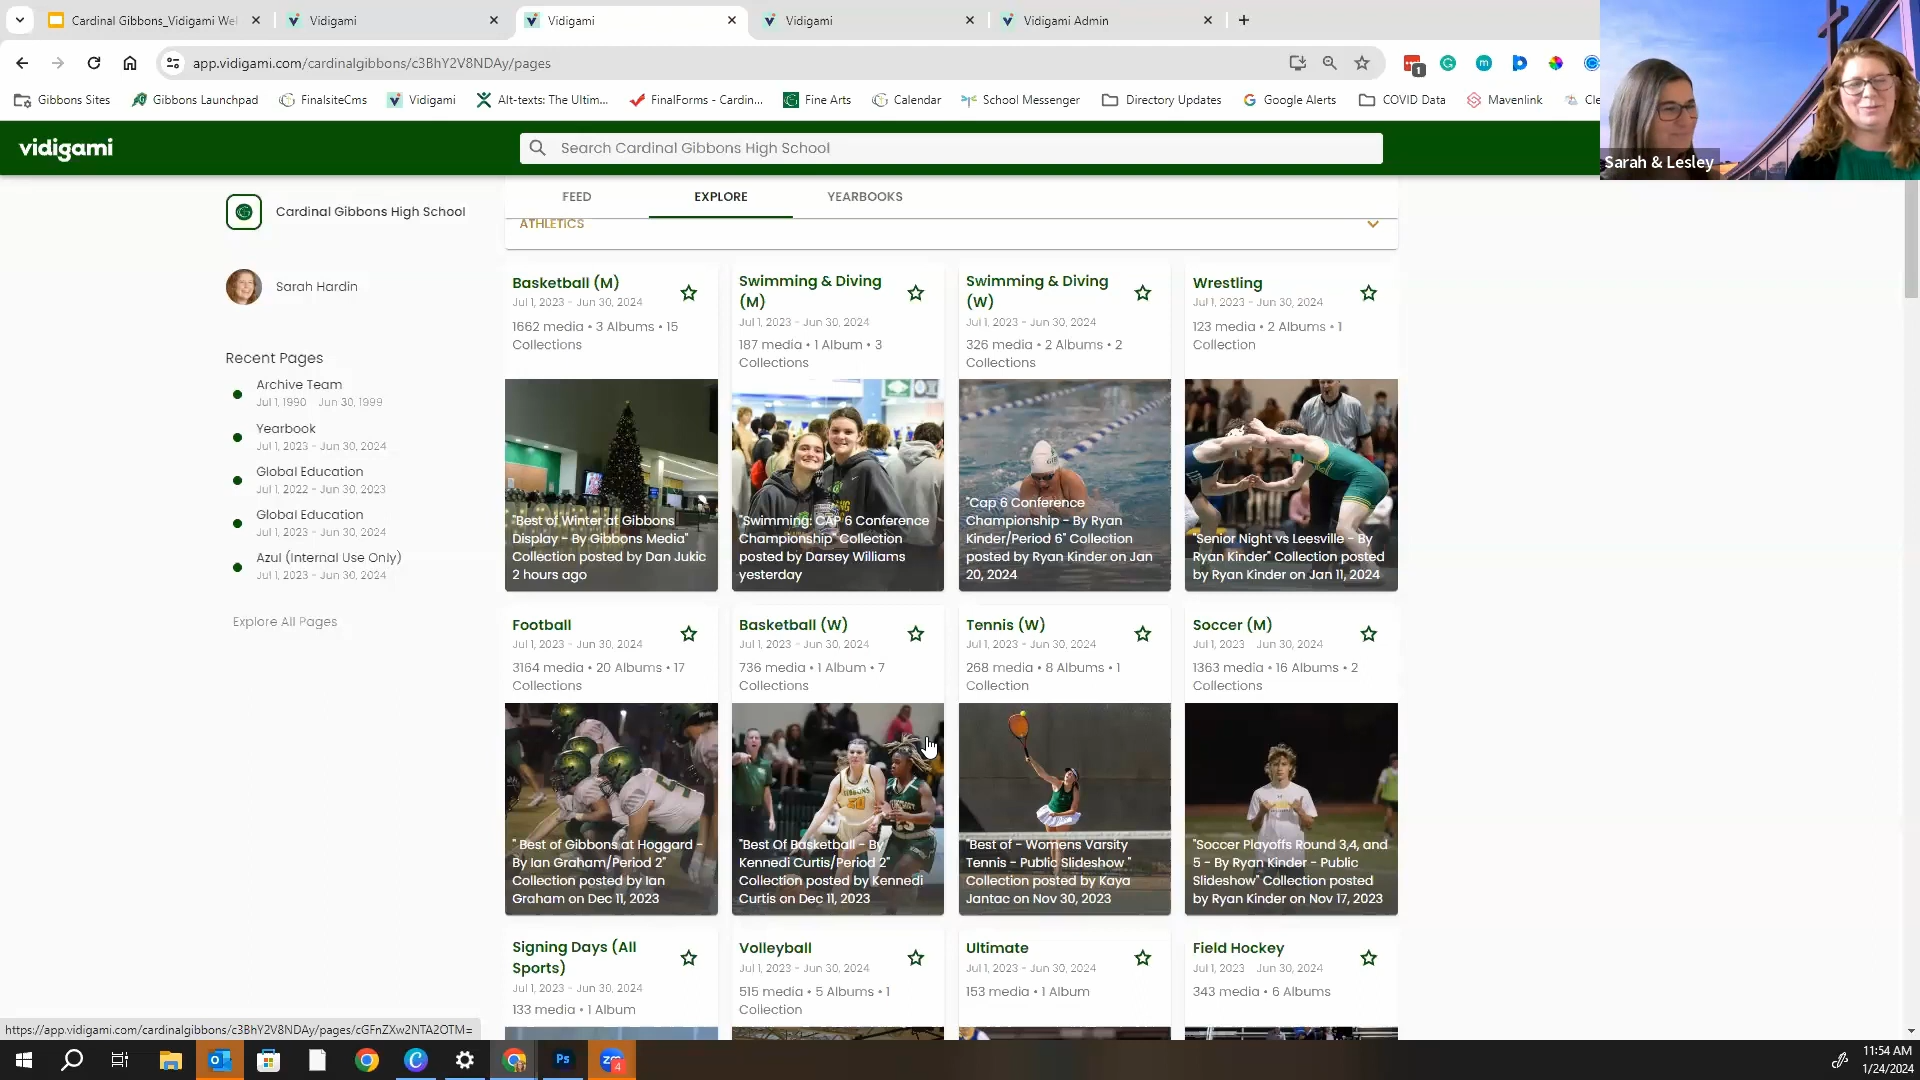 Cardinal Gibbons_Vidigami We
Vidigami
Vidigami
Vidigami
Vidigami Admin
app.vidigami.com/cardinalgibbons/c3BhY2V8NDAy/pages
1
Gibbons Sites
Gibbons Launchpad
FinalsiteCms
Vidigami
Alt-texts: The Ultim...
FinalForms - Cardin...
Fine Arts
Calendar
School Messenger
Directory Updates
Google Alerts
COVID Data
Mavenlink
Cle
Sarah & Lesley
vidigami
Search Cardinal Gibbons High School
FEED
EXPLORE
YEARBOOKS
Cardinal Gibbons High School
Sarah Hardin
Recent Pages
Archive Team
Jul 1, 1990 Jun 30, 1999
Yearbook
Jul 1, 2023 - Jun 30, 2024
Global Education
Jul 1, 2022 - Jun 30, 2023
Global Education
Jul 1, 2023 - Jun 30, 2024
Azul (Internal Use Only)
Jul 1, 2023 - Jun 30, 2024
Explore All Pages
ATHLETICS
Basketball (M)
Jul 1, 2023 - Jun 30, 2024
1662 media • 3 Albums • 15
Collections
"Best of Winter at Gibbons
Display - By Gibbons Media"
Collection posted by Dan Jukic
2 hours ago
Swimming & Diving
(M)
Jul 1, 2023 - Jun 30, 2024
187 media • 1 Album • 3
Collections
"Swimming: CAP 6 Conference
Championship" Collection
posted by Darsey Williams
yesterday
Swimming & Diving
(W)
Jul 1, 2023 - Jun 30, 2024
326 media • 2 Albums • 2
Collections
"Cap 6 Conference
Championship - By Ryan
Kinder/Period 6" Collection
posted by Ryan Kinder on Jan
20, 2024
Wrestling
Jul 1, 2023 - Jun 30, 2024
123 media • 2 Albums • 1
Collection
"Senior Night vs Leesville - By
Ryan Kinder" Collection posted
by Ryan Kinder on Jan 11, 2024
Football
Jul 1, 2023 - Jun 30, 2024
3164 media • 20 Albums • 17
Collections
" Best of Gibbons at Hoggard -
By Ian Graham/Period 2"
Collection posted by Ian
Graham on Dec 11, 2023
Basketball (W)
Jul 1, 2023 - Jun 30, 2024
736 media • 1 Album • 7
Collections
"Best Of Basketball - By
Kennedi Curtis/Period 2"
Collection posted by Kennedi
Curtis on Dec 11, 2023
Tennis (W)
Jul 1, 2023 - Jun 30, 2024
268 media • 8 Albums • 1
Collection
"Best of - Womens Varsity
Tennis - Public Slideshow "
Collection posted by Kaya
Jantac on Nov 30, 2023
Soccer (M)
Jul 1, 2023 - Jun 30, 2024
1363 media • 16 Albums • 2
Collections
"Soccer Playoffs Round 3,4, and
5 - By Ryan Kinder - Public
Slideshow" Collection posted
by Ryan Kinder on Nov 17, 2023
Signing Days (All
Sports)
Jul 1, 2023 - Jun 30, 2024
133 media • 1 Album
Volleyball
Jul 1, 2023 - Jun 30, 2024
515 media • 5 Albums • 1
Collection
Ultimate
Jul 1, 2023 - Jun 30, 2024
153 media • 1 Album
Field Hockey
Jul 1, 2023 Jun 30, 2024
343 media • 6 Albums
https://app.vidigami.com/cardinalgibbons/c3BhY2V8NDAy/pages/cGFnZXw2NTA2OTM=
Ps
4
11:54 AM
1/24/2024